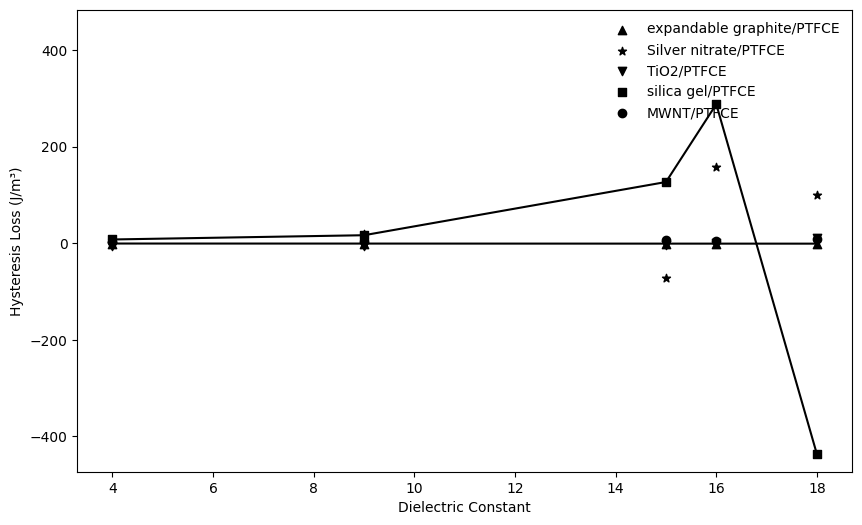 expandable graphite/PTFCE
Silver nitrate/PTFCE
TiO2/PTFCE
silica gel/PTFCE
MWNT/PTFCE
400
200
0
−200
−400
Hysteresis Loss (J/m³)
4 6 8 10 12 14 16 18
Dielectric Constant